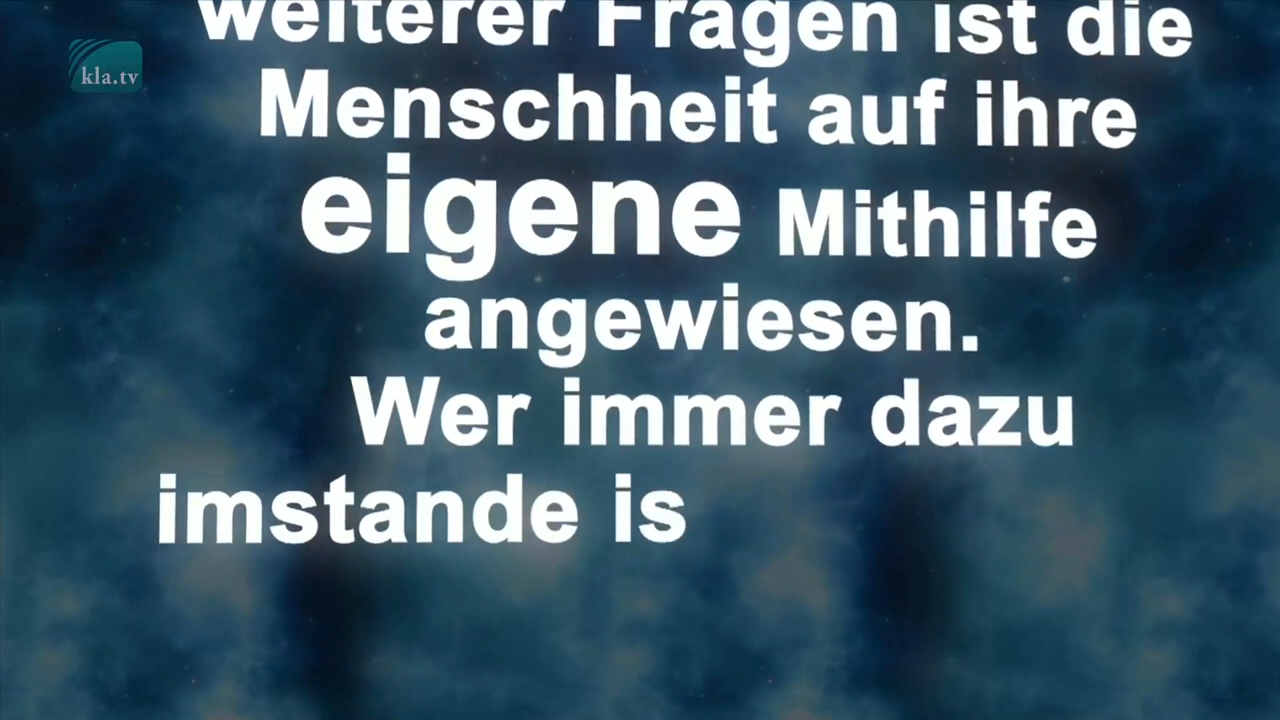 kla.tv
weiterer Fragen ist die
Menschheit auf ihre
eigene Mithilfe
angewiesen.
Wer immer dazu
imstande is